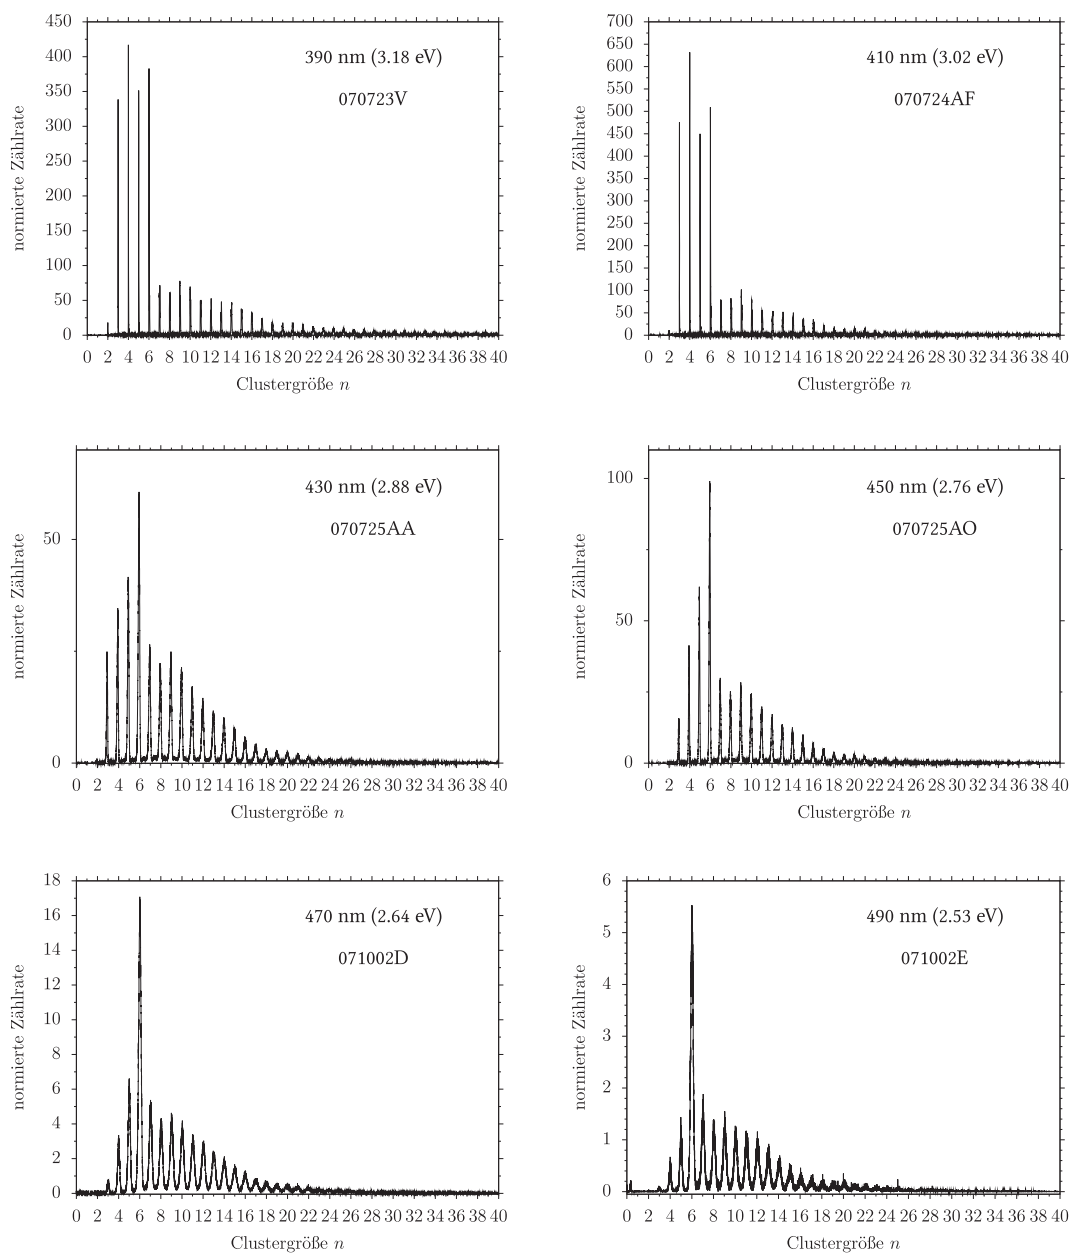 450
400
350
300
250
200
150
100
50
0
normierte Zählrate
390 nm (3.18 eV)
070723V
0 2 4 6 8 10 12 14 16 18 20 22 24 26 28 30 32 34 36 38 40
Clustergröße n
700
650
600
550
500
450
400
350
300
250
200
150
100
50
0
normierte Zählrate
410 nm (3.02 eV)
070724AF
0 2 4 6 8 10 12 14 16 18 20 22 24 26 28 30 32 34 36 38 40
Clustergröße n
50
0
normierte Zählrate
430 nm (2.88 eV)
070725AA
0 2 4 6 8 10 12 14 16 18 20 22 24 26 28 30 32 34 36 38 40
Clustergröße n
100
50
0
normierte Zählrate
450 nm (2.76 eV)
070725AO
0 2 4 6 8 10 12 14 16 18 20 22 24 26 28 30 32 34 36 38 40
Clustergröße n
18
16
14
12
10
8
6
4
2
0
normierte Zählrate
470 nm (2.64 eV)
071002D
0 2 4 6 8 10 12 14 16 18 20 22 24 26 28 30 32 34 36 38 40
Clustergröße n
6
5
4
3
2
1
0
normierte Zählrate
490 nm (2.53 eV)
071002E
0 2 4 6 8 10 12 14 16 18 20 22 24 26 28 30 32 34 36 38 40
Clustergröße n